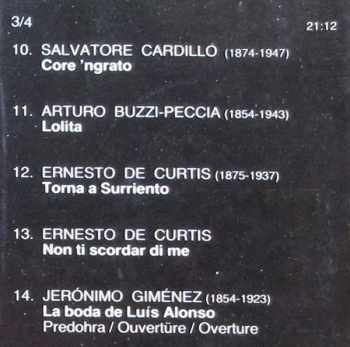 3/4 21:12
10. SALVATORE CARDILLO (1874-1947)
Core 'ngrato
11. ARTURO BUZZI-PECCIA (1854-1943)
Lolita
12. ERNESTO DE CURTIS (1875-1937)
Torna a Surriento
13. ERNESTO DE CURTIS
Non ti scordar di me
14. JERÓNIMO GIMÉNEZ (1854-1923)
La boda de Luís Alonso
Predohra / Ouvertüre / Overture